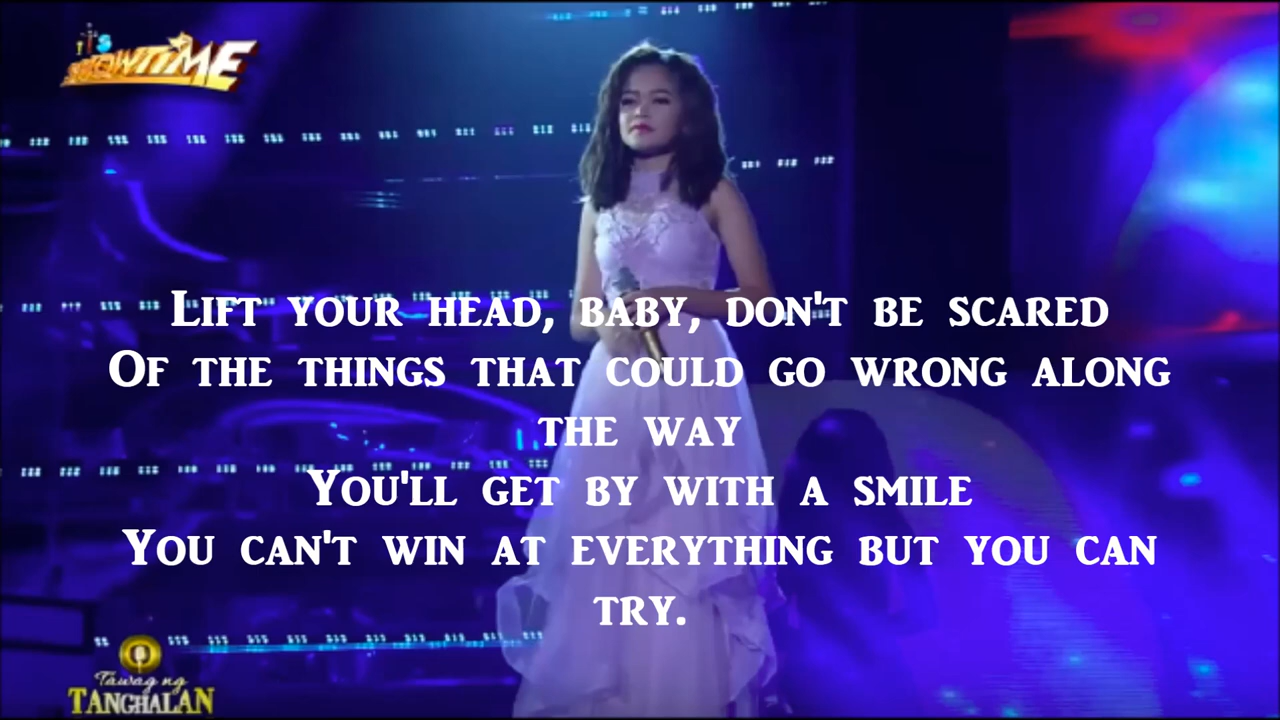 it's
SHOWTIME
LIFT YOUR HEAD, BABY, DON'T BE SCARED
OF THE THINGS THAT COULD GO WRONG ALONG
THE WAY
YOU'LL GET BY WITH A SMILE
YOU CAN'T WIN AT EVERYTHING BUT YOU CAN
TRY.
Tawag ng
TANGHALAN